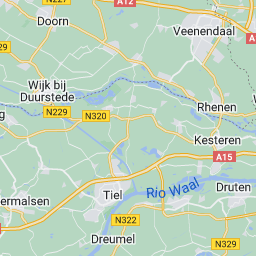 N227
A12
Doorn
Veenendaal
Wijk bij
Duurstede
N229
N320
Rhenen
Kesteren
A15
Tiel
Rio Waal
Druten
ermalsen
N322
Dreumel
N329